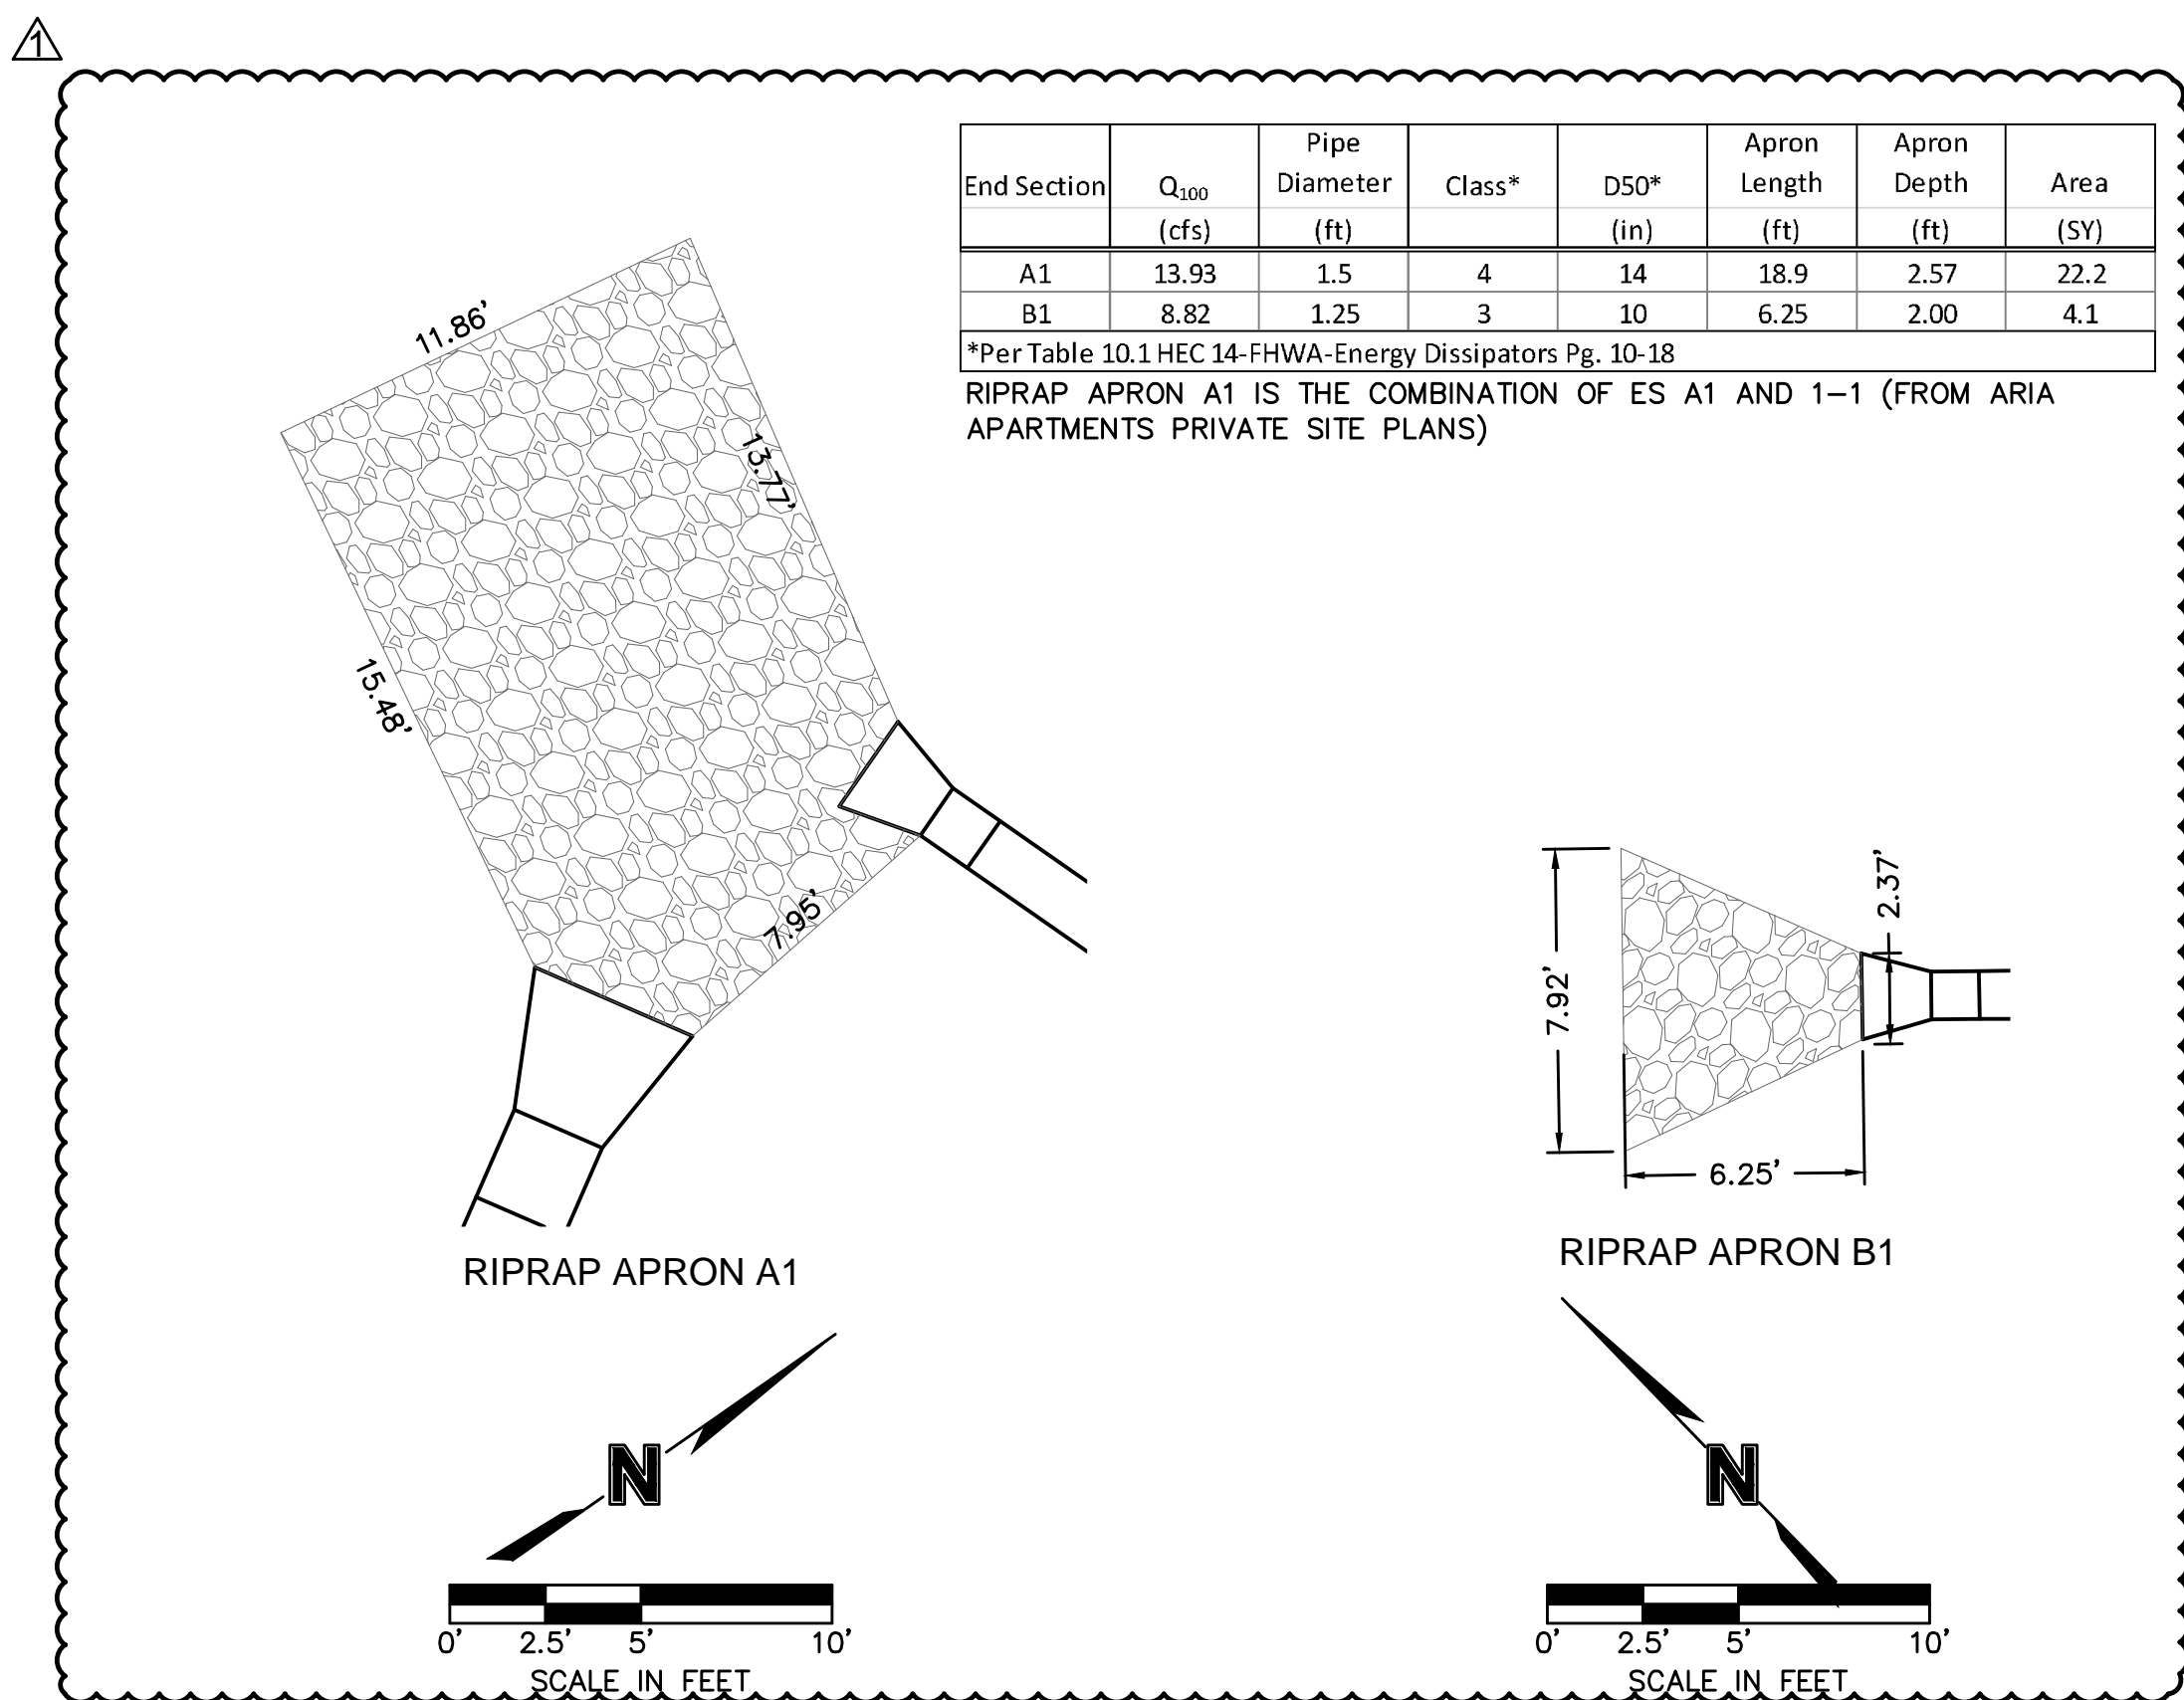 1
End Section Q100 Pipe Diameter Class* D50* Apron Length Apron Depth Area
(cfs) (ft) (in) (ft) (ft) (SY)
A1 13.93 1.5 4 14 18.9 2.57 22.2
B1 8.82 1.25 3 10 6.25 2.00 4.1
*Per Table 10.1 HEC 14-FHWA-Energy Dissipators Pg. 10-18
RIPRAP APRON A1 IS THE COMBINATION OF ES A1 AND 1-1 (FROM ARIA
APARTMENTS PRIVATE SITE PLANS)
11.86'
13.77'
15.48'
7.95'
RIPRAP APRON A1
N
0' 2.5' 5' 10'
SCALE IN FEET
2.37'
7.92'
6.25'
RIPRAP APRON B1
N
0' 2.5' 5' 10'
SCALE IN FEET